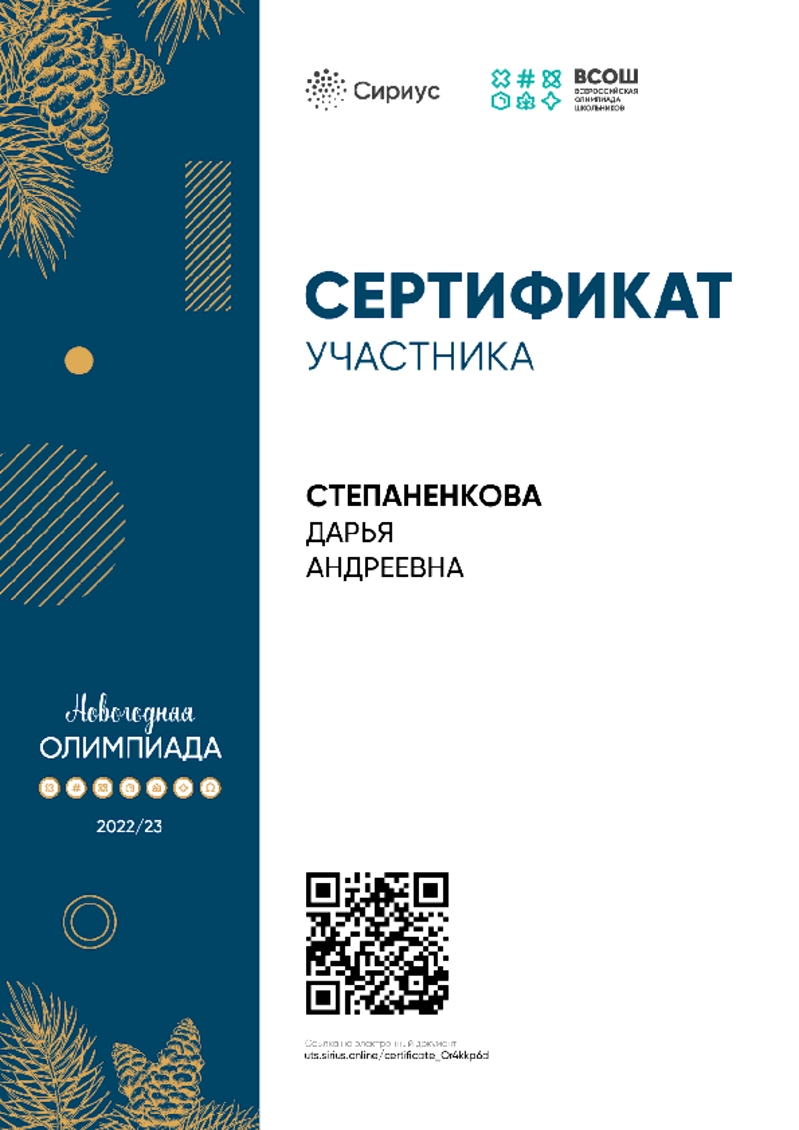 Сириус
ВСОШ
ВСЕРОССИЙСКАЯ
ОЛИМПИАДА
ШКОЛЬНИКОВ
СЕРТИФИКАТ
УЧАСТНИКА
СТЕПАНЕНКОВА
ДАРЬЯ
АНДРЕЕВНА
Новогодняя
ОЛИМПИАДА
2022/23
Ссылка на электронный документ
uts.sirius.online/certificate_Or4kkp6d